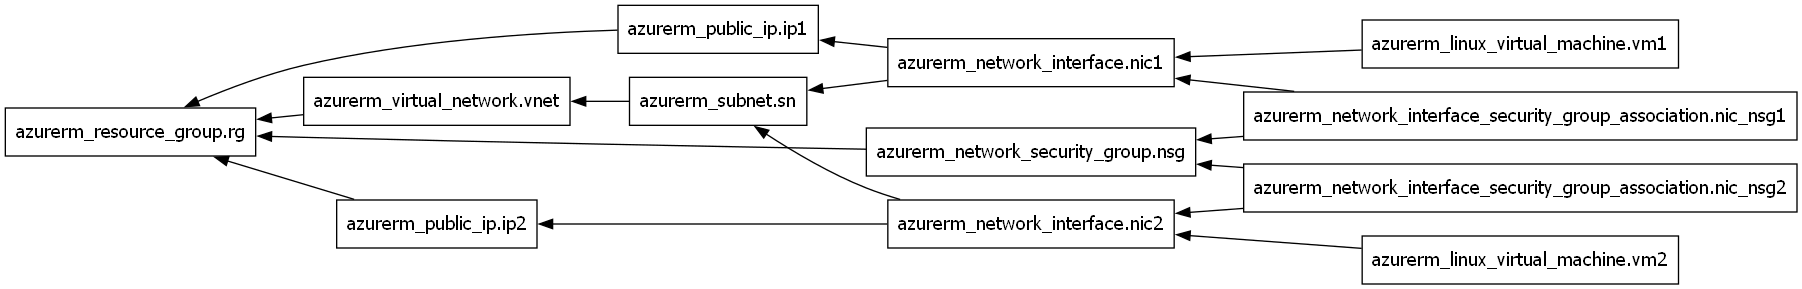 azurerm_public_ip.ip1
azurerm_linux_virtual_machine.vm1
azurerm_network_interface.nic1
azurerm_virtual_network.vnet
azurerm_subnet.sn
azurerm_network_interface_security_group_association.nic_nsg1
azurerm_resource_group.rg
azurerm_network_security_group.nsg
azurerm_network_interface_security_group_association.nic_nsg2
azurerm_public_ip.ip2
azurerm_network_interface.nic2
azurerm_linux_virtual_machine.vm2